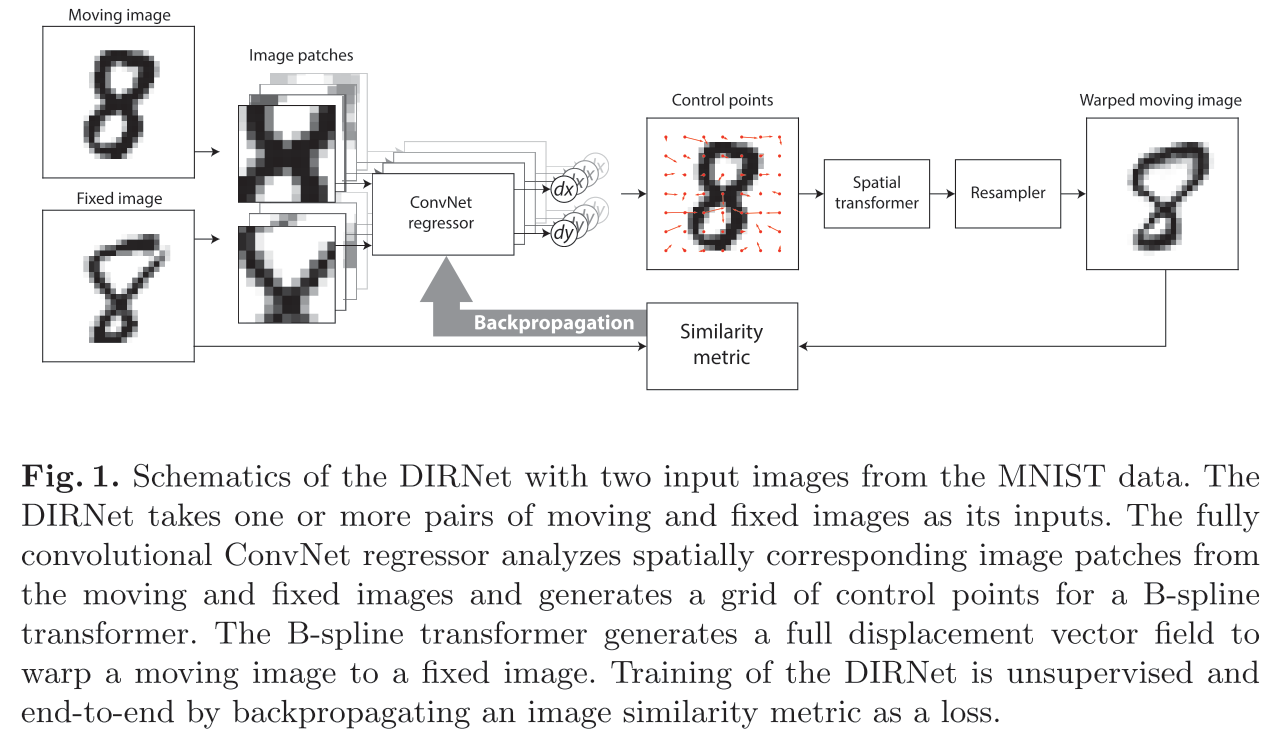 Moving image
Image patches
Control points
Warped moving image
Fixed image
ConvNet
regressor
dx
dy
Spatial
transformer
Resampler
Backpropagation
Similarity
metric
Fig. 1. Schematics of the DIRNet with two input images from the MNIST data. The
DIRNet takes one or more pairs of moving and fixed images as its inputs. The fully
convolutional ConvNet regressor analyzes spatially corresponding image patches from
the moving and fixed images and generates a grid of control points for a B-spline
transformer. The B-spline transformer generates a full displacement vector field to
warp a moving image to a fixed image. Training of the DIRNet is unsupervised and
end-to-end by backpropagating an image similarity metric as a loss.